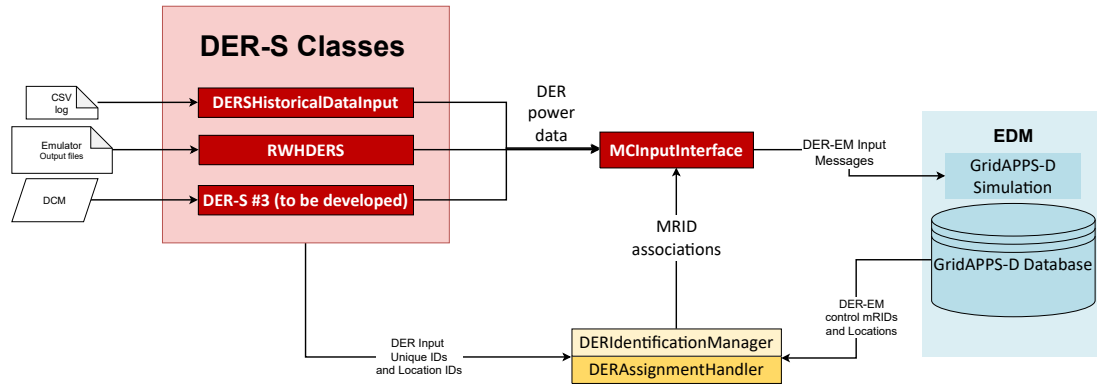 DER-S Classes
CSV
log
DERSHistoricalDataInput
Emulator
Output files
RWHDERS
DCM
DER-S #3 (to be developed)
DER
power
data
MCInputInterface
DER-EM Input
Messages
EDM
GridAPPS-D
Simulation
GridAPPS-D Database
MRID
associations
DER-EM
control mRIDs
and Locations
DER Input
Unique IDs
and Location IDs
DERIdentificationManager
DERAssignmentHandler